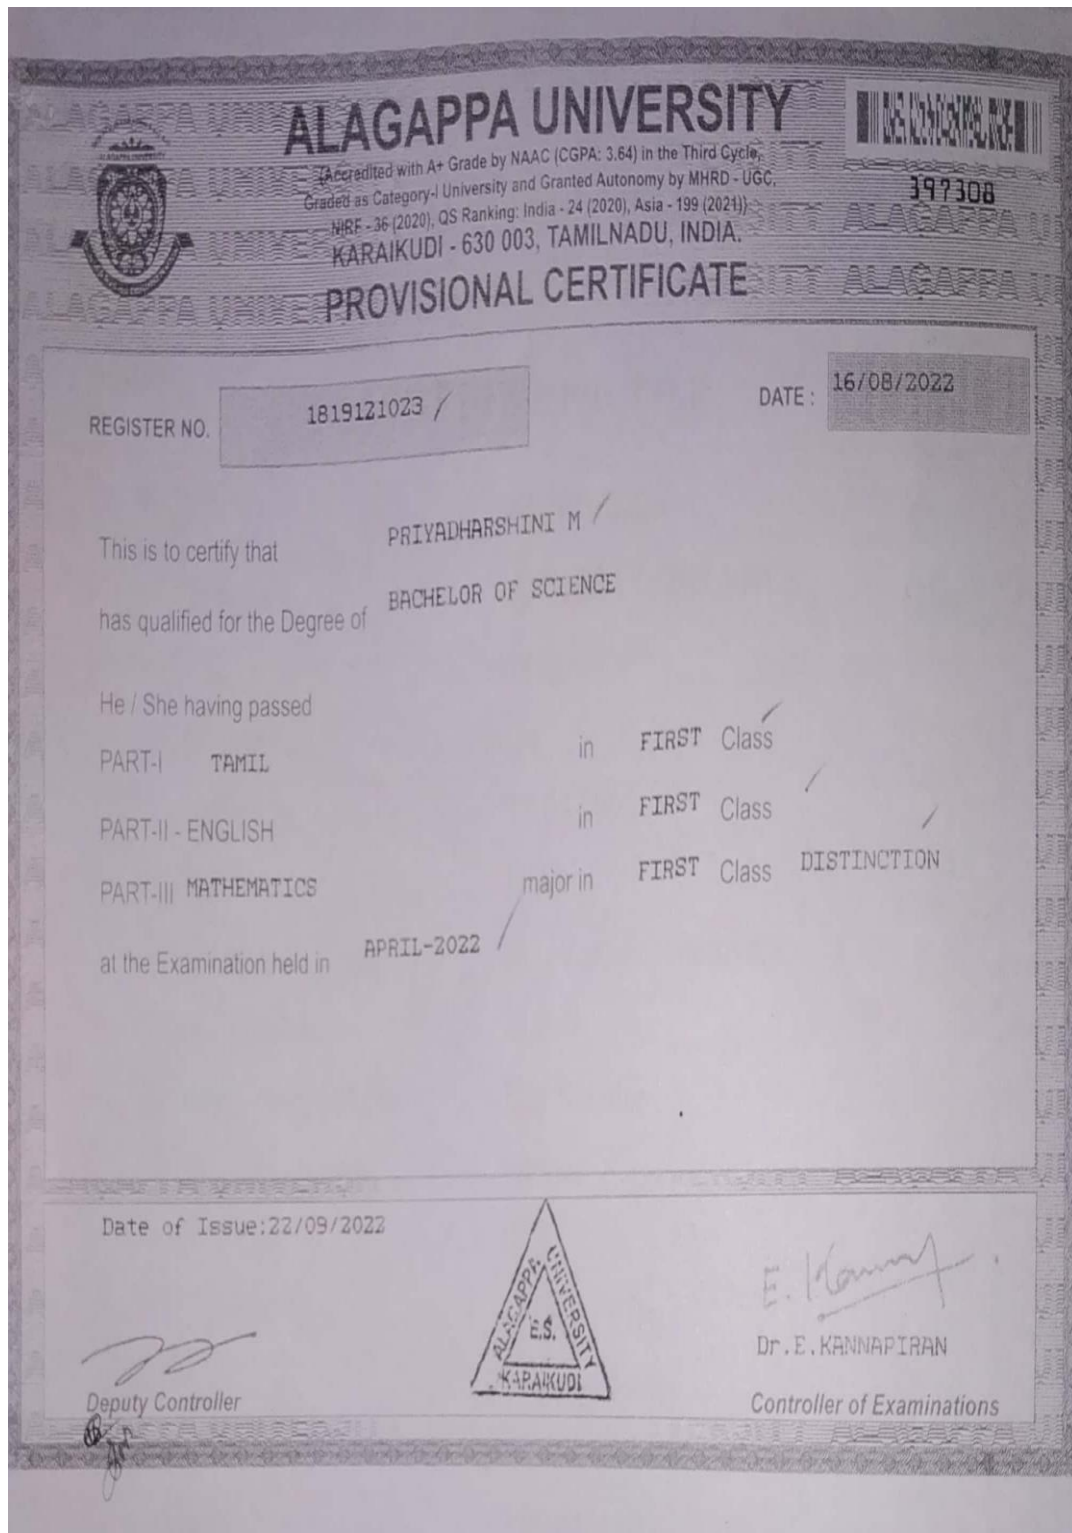 ALAGAPPA UNIVERSITY
(Accredited with A+ Grade by NAAC (CGPA: 3.64) in the Third Cycle,
Graded as Category-I University and Granted Autonomy by MHRD - UGC,
NIRF - 36 (2020), QS Ranking: India - 24 (2020), Asia - 199 (2021))
KARAIKUDI - 630 003, TAMILNADU, INDIA.
PROVISIONAL CERTIFICATE
397308
REGISTER NO. 1819121023
DATE : 16/08/2022
This is to certify that PRIYADHARSHINI M
has qualified for the Degree of BACHELOR OF SCIENCE
He / She having passed
PART-I TAMIL in FIRST Class
PART-II - ENGLISH in FIRST Class
PART-III MATHEMATICS major in FIRST Class DISTINCTION
at the Examination held in APRIL-2022
Date of Issue:22/09/2022
ALAGAPPA UNIVERSITY
E.S.
KARAIKUDI
E. Kanna
Dr.E.KANNAPIRAN
Deputy Controller
Controller of Examinations